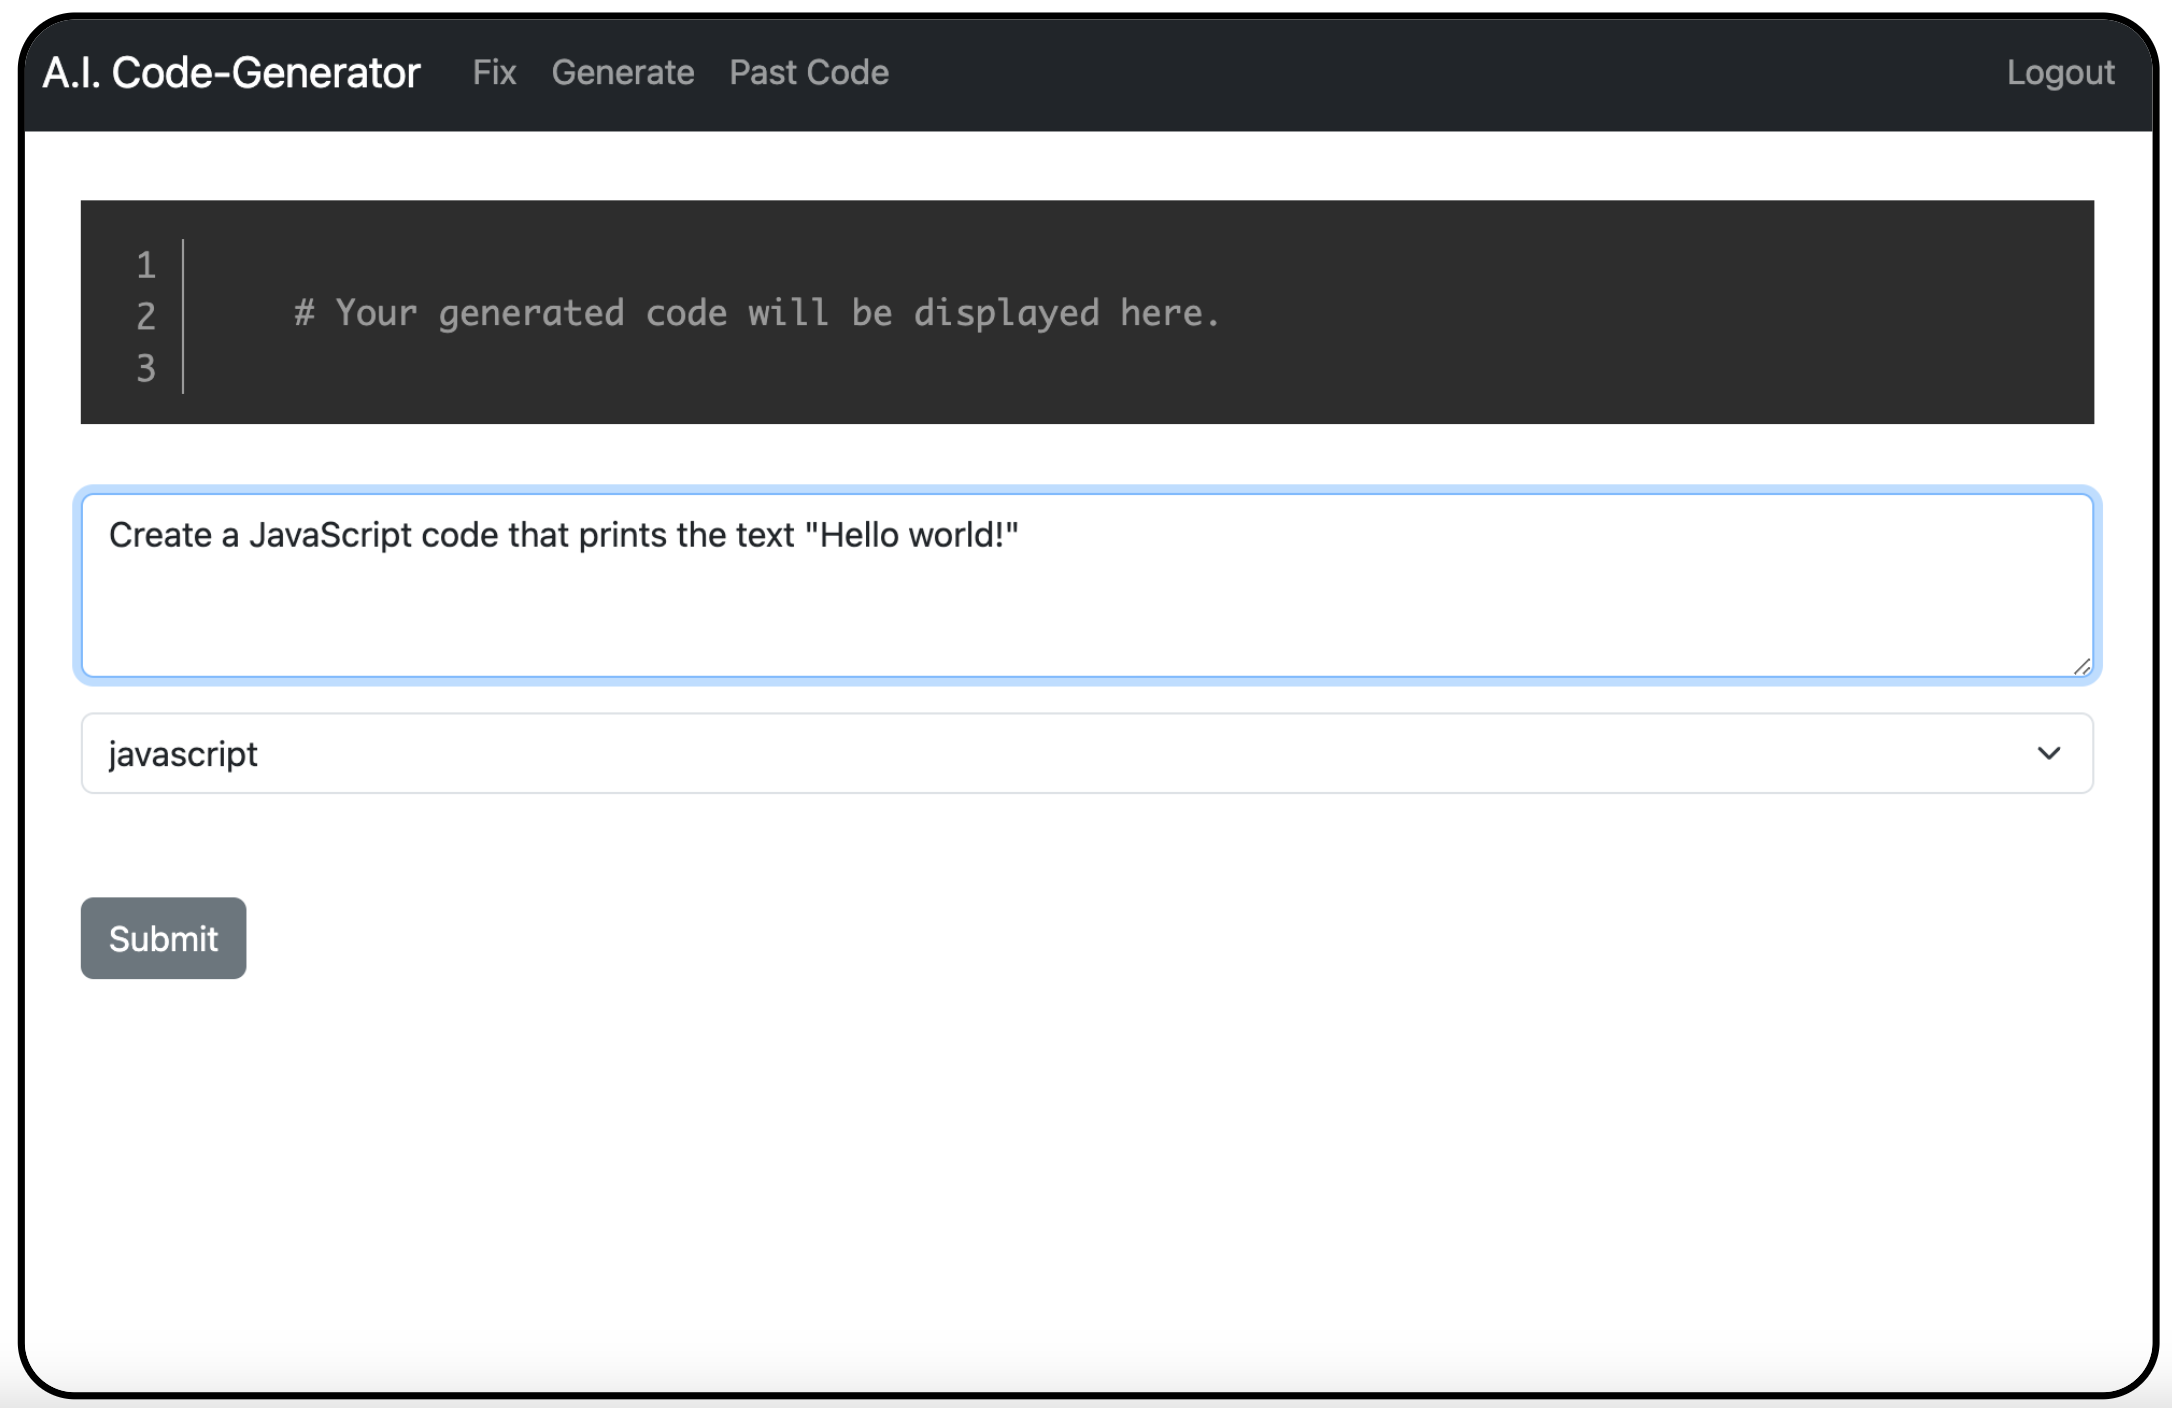 A.I. Code-Generator Fix Generate Past Code Logout
1
2 # Your generated code will be displayed here.
3
Create a JavaScript code that prints the text "Hello world!"
javascript
Submit